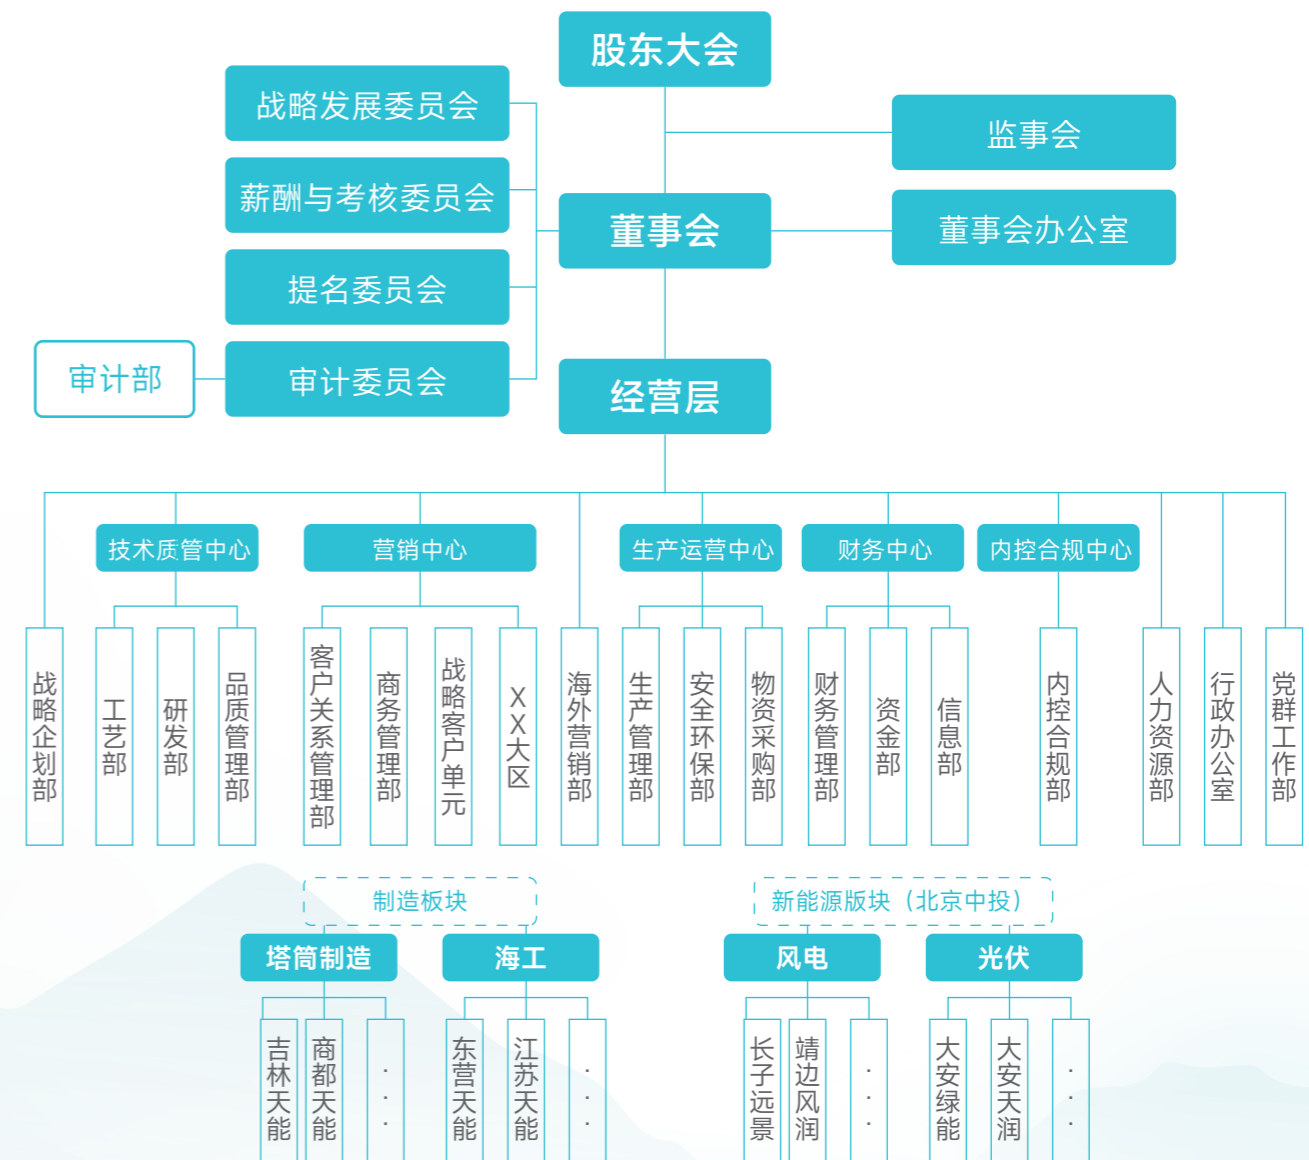 股东大会
战略发展委员会
监事会
薪酬与考核委员会
董事会
董事会办公室
提名委员会
审计部
审计委员会
经营层
技术质管中心
营销中心
生产运营中心
财务中心
内控合规中心
战略企划部
工艺部
研发部
品质管理部
客户关系管理部
商务管理部
战略客户单元
XX大区
海外营销部
生产管理部
安全环保部
物资采购部
财务管理部
资金部
信息部
内控合规部
人力资源部
行政办公室
党群工作部
制造板块
新能源版块（北京中投）
塔筒制造
海工
风电
光伏
吉林天能
商都天能
···
东营天能
江苏天能
···
长子远景
靖边风润
···
大安绿能
大安天润
···